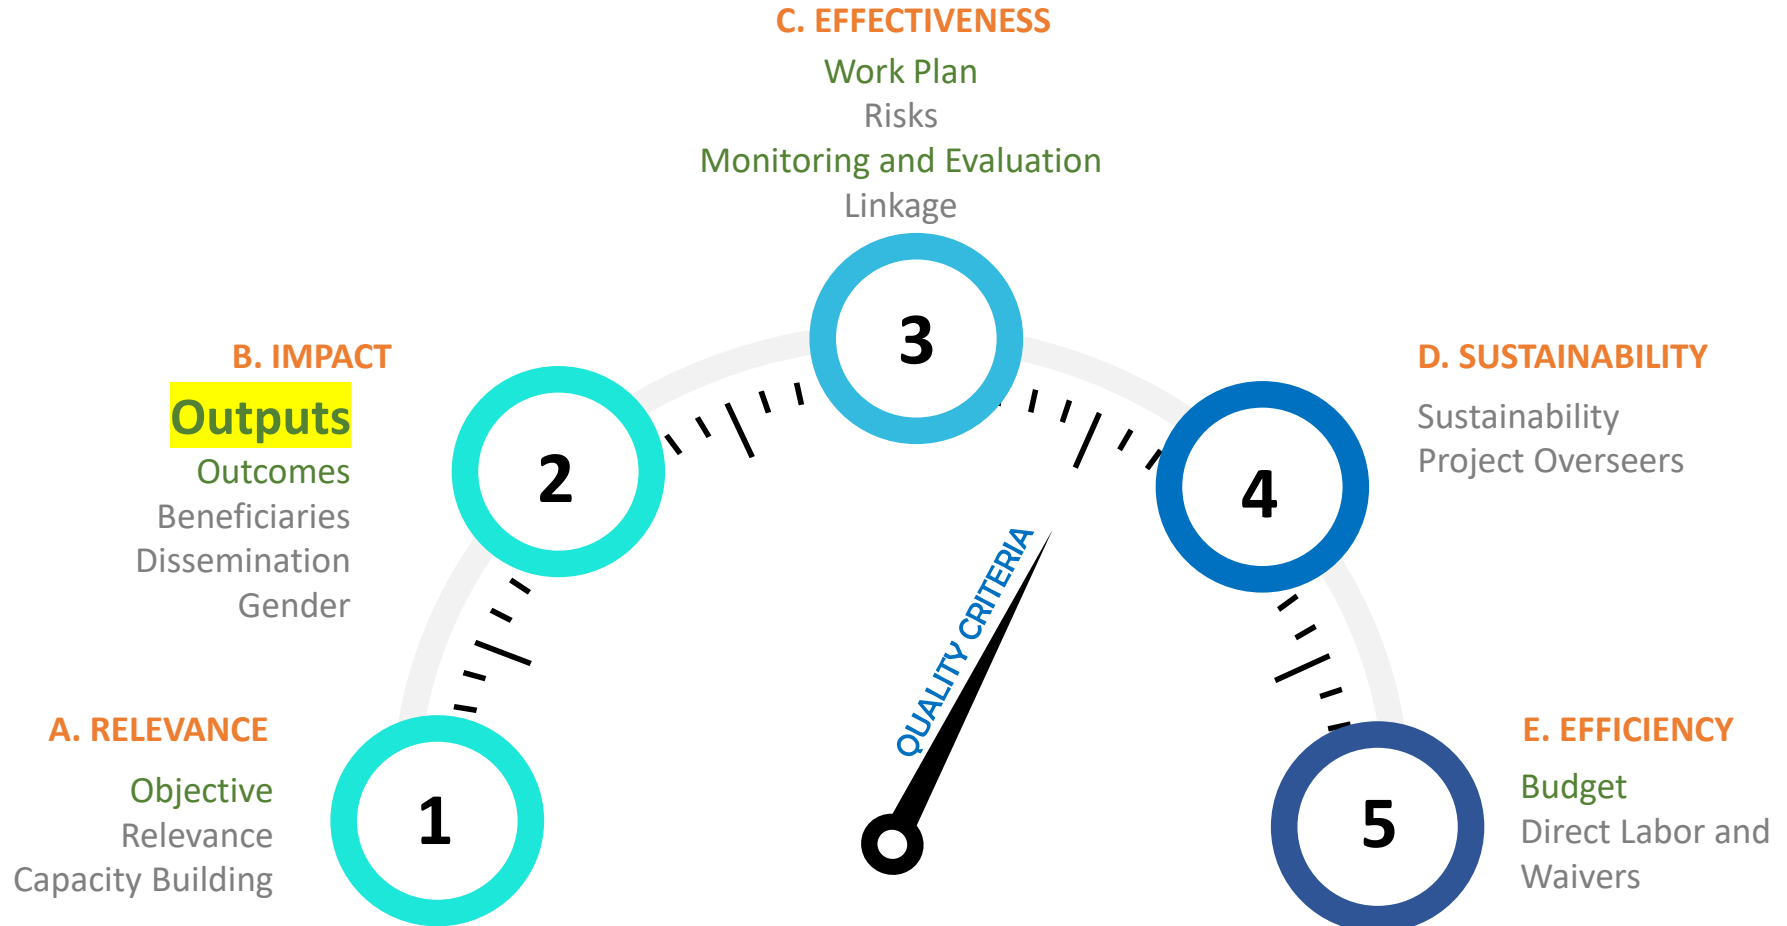 C. EFFECTIVENESS
Work Plan
Risks
Monitoring and Evaluation
Linkage
3
B. IMPACT
Outputs
Outcomes
Beneficiaries
Dissemination
Gender
2
D. SUSTAINABILITY
Sustainability
Project Overseers
4
QUALITY CRITERIA
A. RELEVANCE
Objective
Relevance
Capacity Building
1
E. EFFICIENCY
Budget
Direct Labor and
Waivers
5